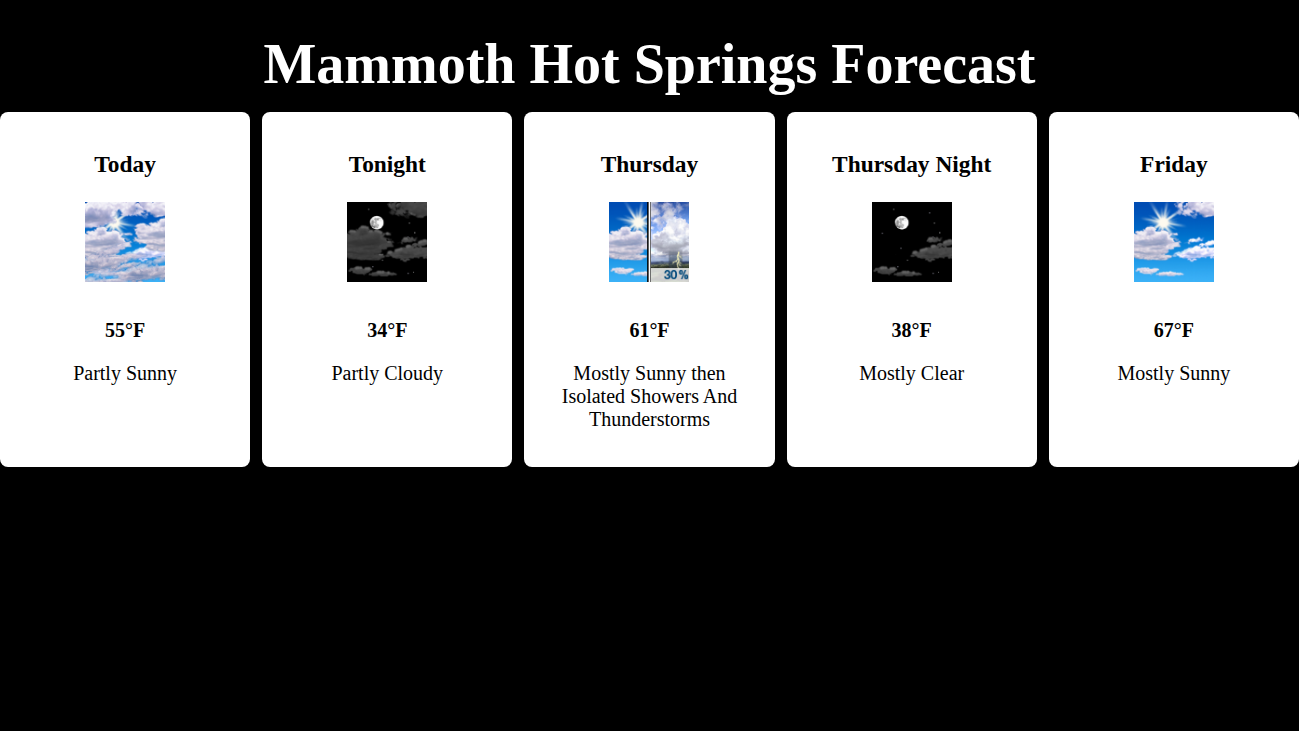 Mammoth Hot Springs Forecast
Today
55°F
Partly Sunny
Tonight
34°F
Partly Cloudy
Thursday
30%
61°F
Mostly Sunny then
Isolated Showers And
Thunderstorms
Thursday Night
38°F
Mostly Clear
Friday
67°F
Mostly Sunny